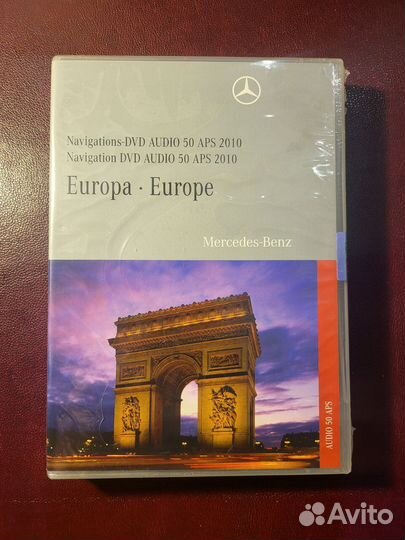 Navigations-DVD AUDIO 50 APS 2010
Navigation DVD AUDIO 50 APS 2010
Europa · Europe
Mercedes-Benz
AUDIO 50 APS
Avito